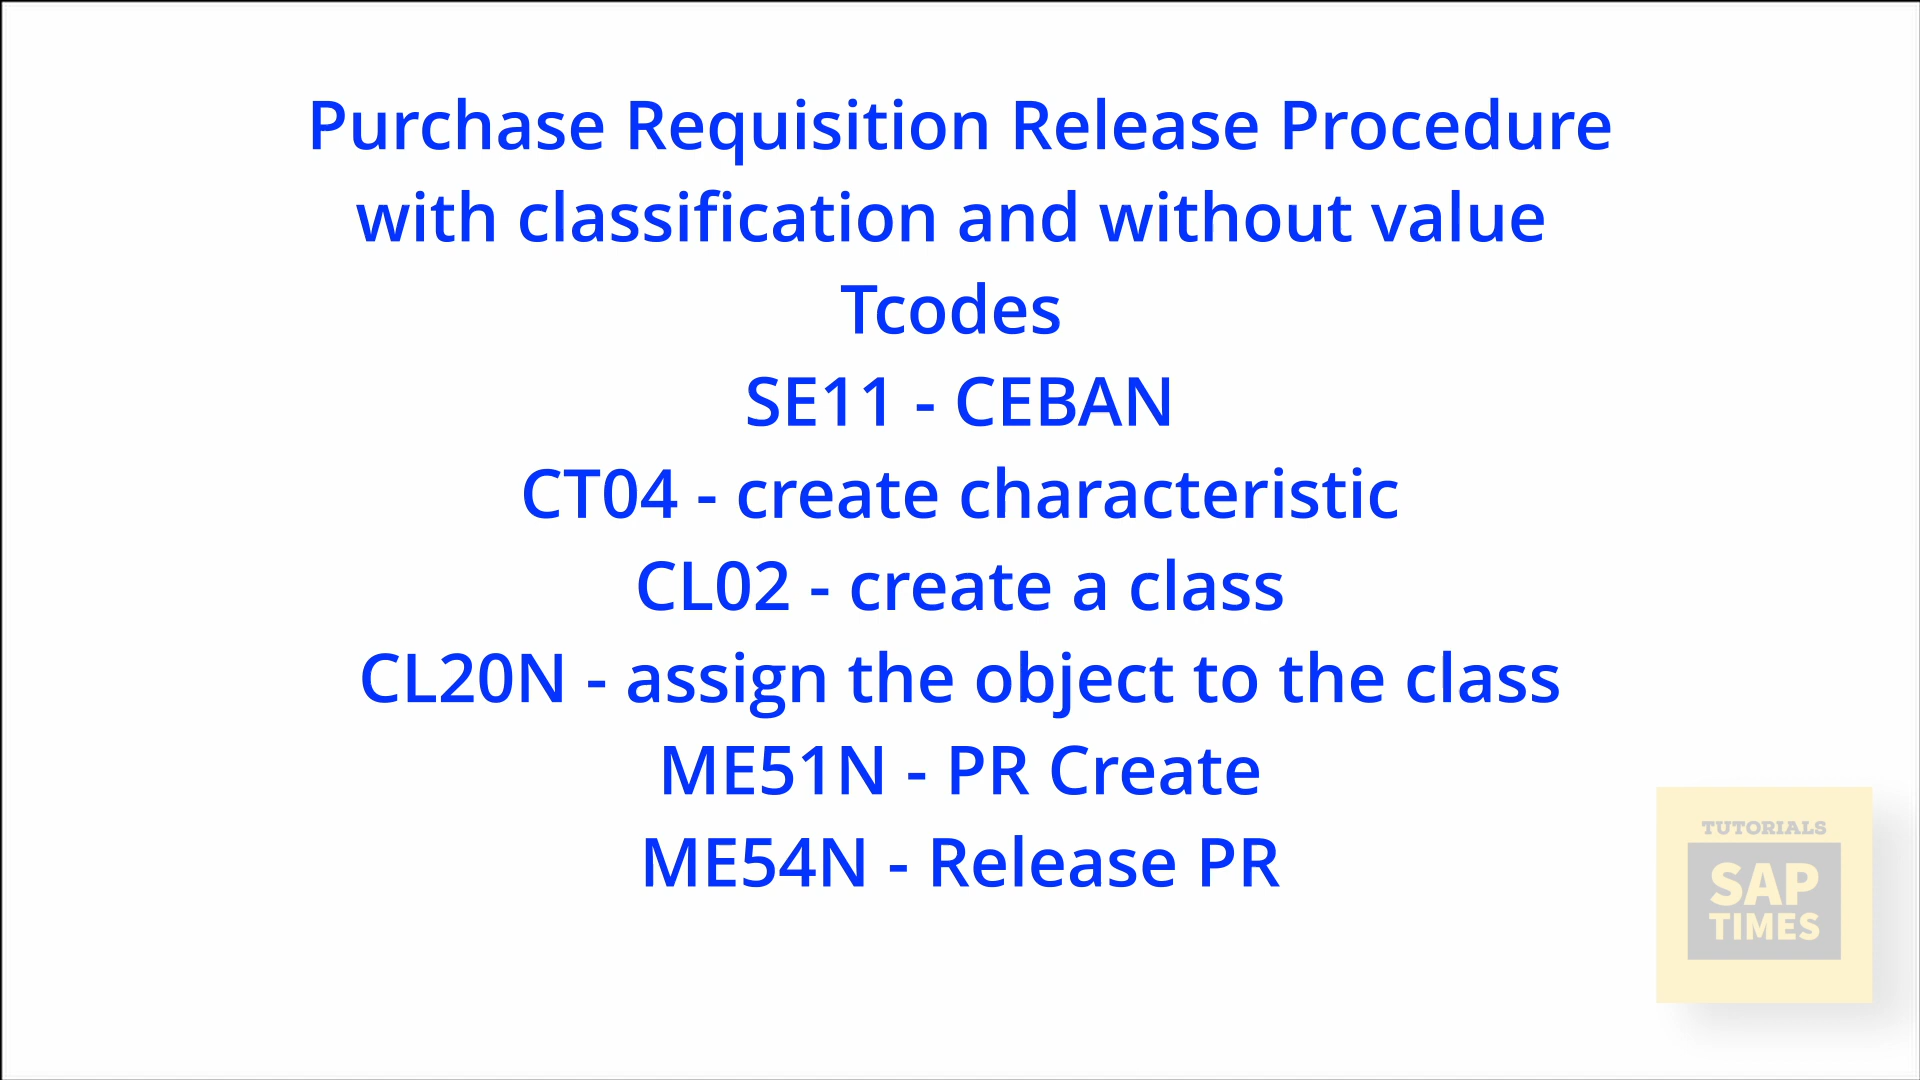 Purchase Requisition Release Procedure
with classification and without value
Tcodes
SE11 - CEBAN
CT04 - create characteristic
CL02 - create a class
CL20N - assign the object to the class
ME51N - PR Create
ME54N - Release PR
TUTORIALS
SAP
TIMES